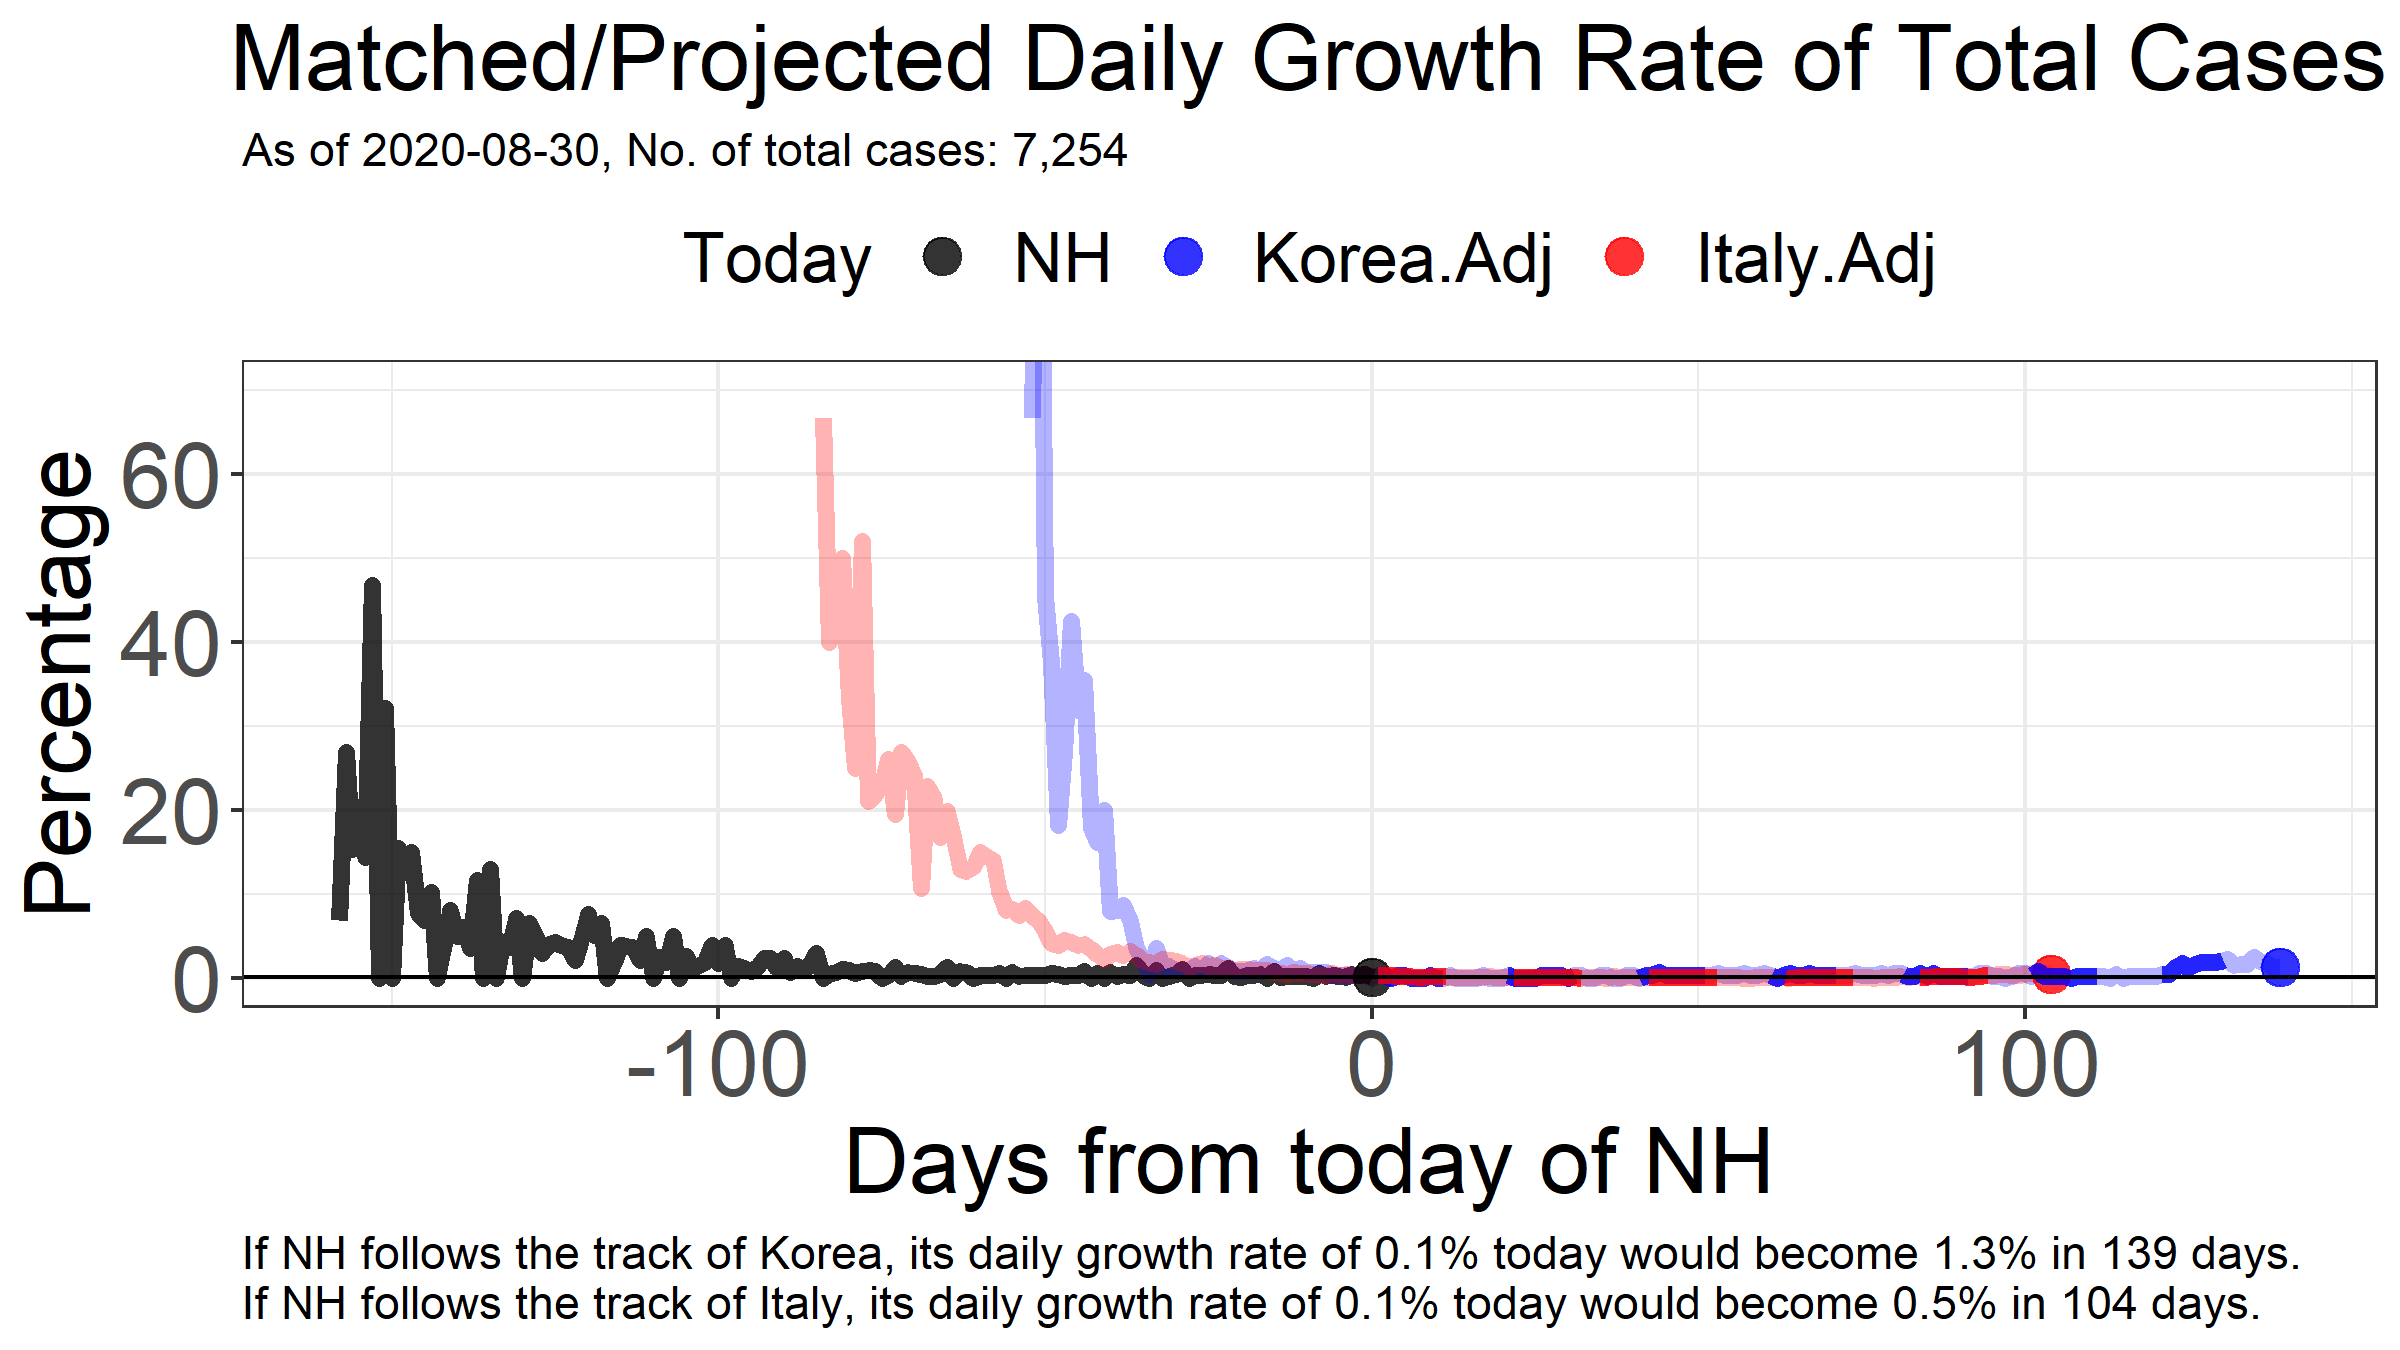 Matched/Projected Daily Growth Rate of Total Cases
As of 2020-08-30, No. of total cases: 7,254
Today NH Korea.Adj Italy.Adj
Percentage
60
40
20
0
-100 0 100
Days from today of NH
If NH follows the track of Korea, its daily growth rate of 0.1% today would become 1.3% in 139 days.
If NH follows the track of Italy, its daily growth rate of 0.1% today would become 0.5% in 104 days.